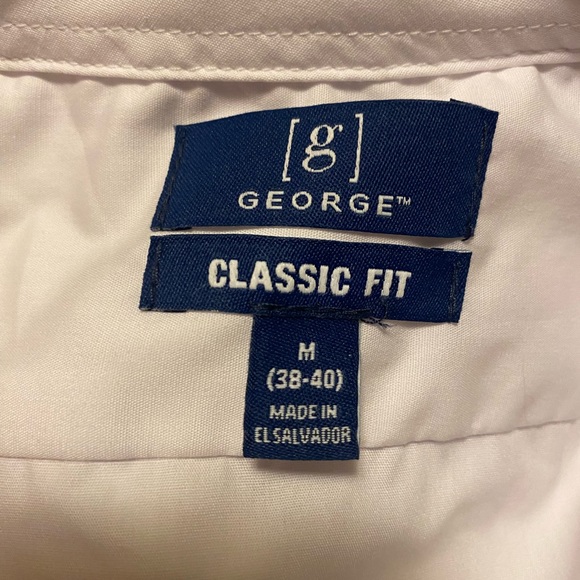 [g]
GEORGE™
CLASSIC FIT
M
(38-40)
MADE IN
EL SALVADOR